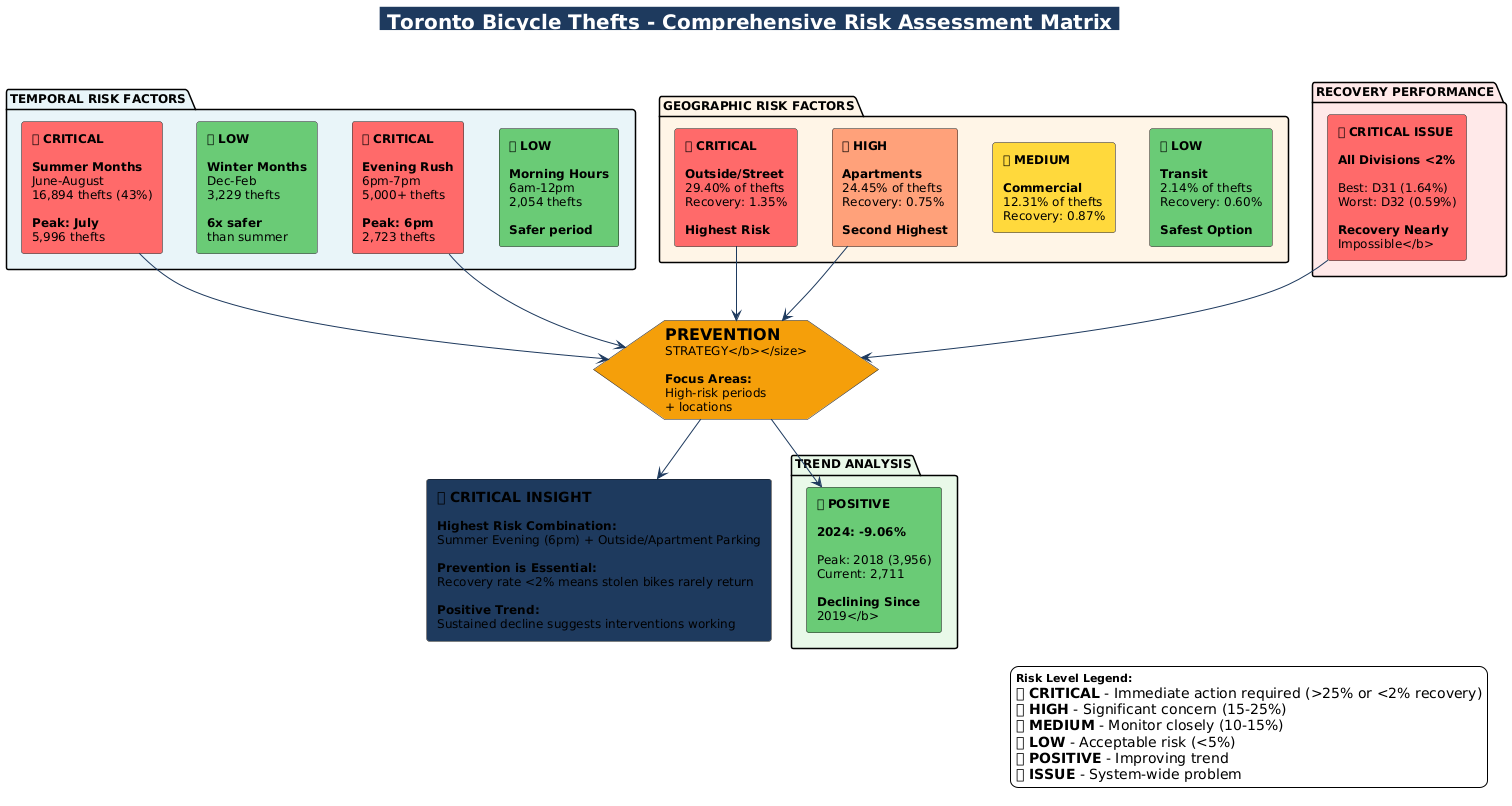 Toronto Bicycle Thefts - Comprehensive Risk Assessment Matrix
TEMPORAL RISK FACTORS
CRITICAL
Summer Months
June-August
16,894 thefts (43%)
Peak: July
5,996 thefts
LOW
Winter Months
Dec-Feb
3,229 thefts
6x safer
than summer
CRITICAL
Evening Rush
6pm-7pm
5,000+ thefts
Peak: 6pm
2,723 thefts
LOW
Morning Hours
6am-12pm
2,054 thefts
Safer period
GEOGRAPHIC RISK FACTORS
CRITICAL
Outside/Street
29.40% of thefts
Recovery: 1.35%
Highest Risk
HIGH
Apartments
24.45% of thefts
Recovery: 0.75%
Second Highest
MEDIUM
Commercial
12.31% of thefts
Recovery: 0.87%
LOW
Transit
2.14% of thefts
Recovery: 0.60%
Safest Option
RECOVERY PERFORMANCE
CRITICAL ISSUE
All Divisions <2%
Best: D31 (1.64%)
Worst: D32 (0.59%)
Recovery Nearly
Impossible</b>
PREVENTION
STRATEGY</b></size>
Focus Areas:
High-risk periods
+ locations
CRITICAL INSIGHT
Highest Risk Combination:
Summer Evening (6pm) + Outside/Apartment Parking
Prevention is Essential:
Recovery rate <2% means stolen bikes rarely return
Positive Trend:
Sustained decline suggests interventions working
TREND ANALYSIS
POSITIVE
2024: -9.06%
Peak: 2018 (3,956)
Current: 2,711
Declining Since
2019</b>
Risk Level Legend:
CRITICAL - Immediate action required (>25% or <2% recovery)
HIGH - Significant concern (15-25%)
MEDIUM - Monitor closely (10-15%)
LOW - Acceptable risk (<5%)
POSITIVE - Improving trend
ISSUE - System-wide problem